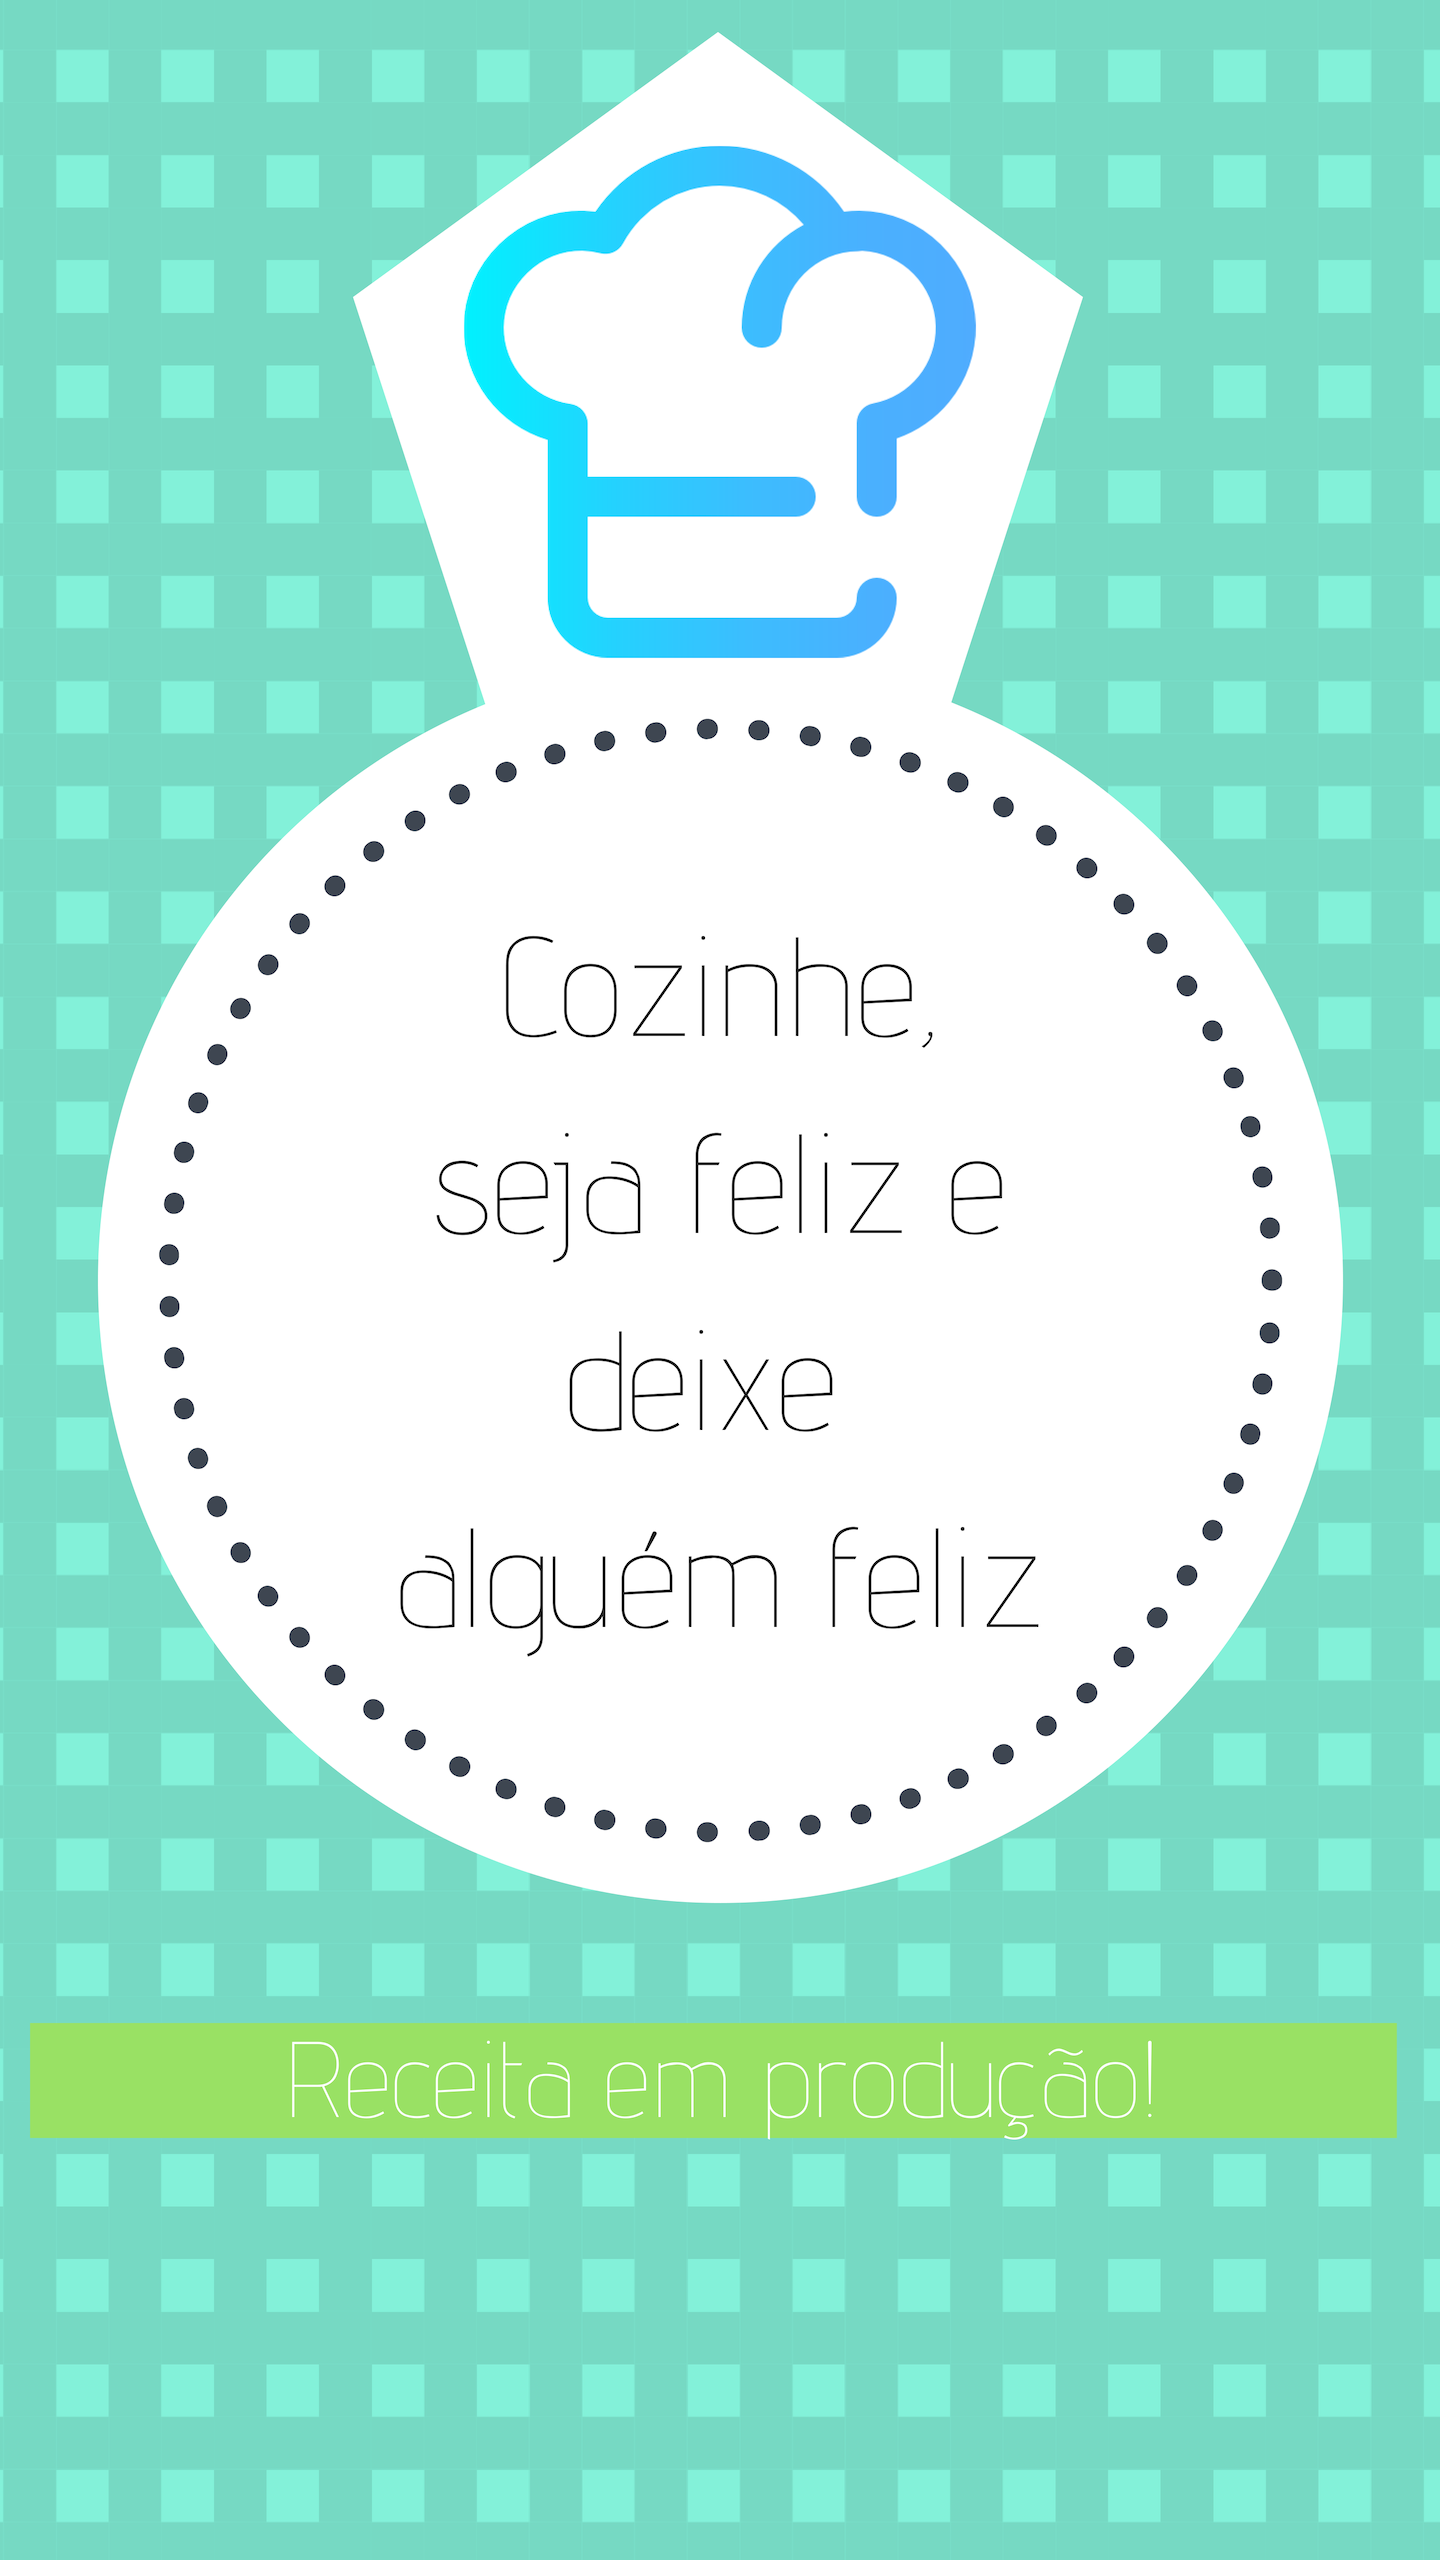 Cozinhe,
seja feliz e
deixe
alguém feliz
Receita em produção!